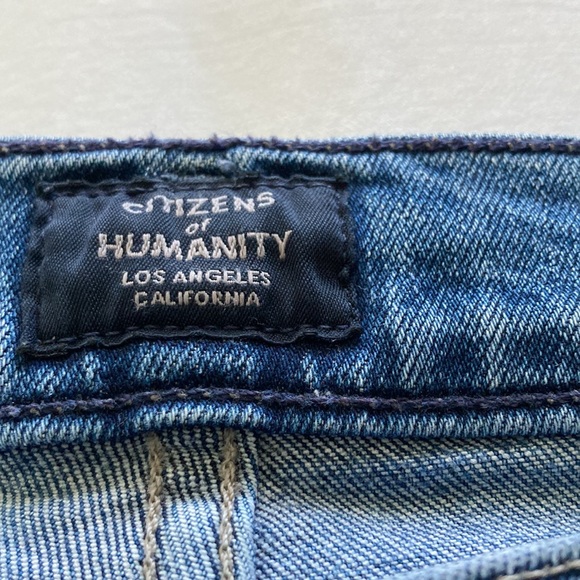 CITIZENS
of
HUMANITY
LOS ANGELES
CALIFORNIA